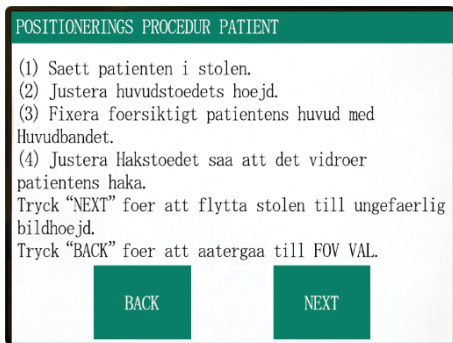 POSITIONERINGS PROCEDUR PATIENT
(1) Saett patienten i stolen.
(2) Justera huvudstoedets hoejd.
(3) Fixera foersiktigt patientens huvud med
Huvudbandet.
(4) Justera Hakstoedet saa att det vidroer
patientens haka.
Tryck “NEXT” foer att flytta stolen till ungefaerlig
bildhoejd.
Tryck “BACK” foer att aatergaa till FOV VAL.
BACK NEXT